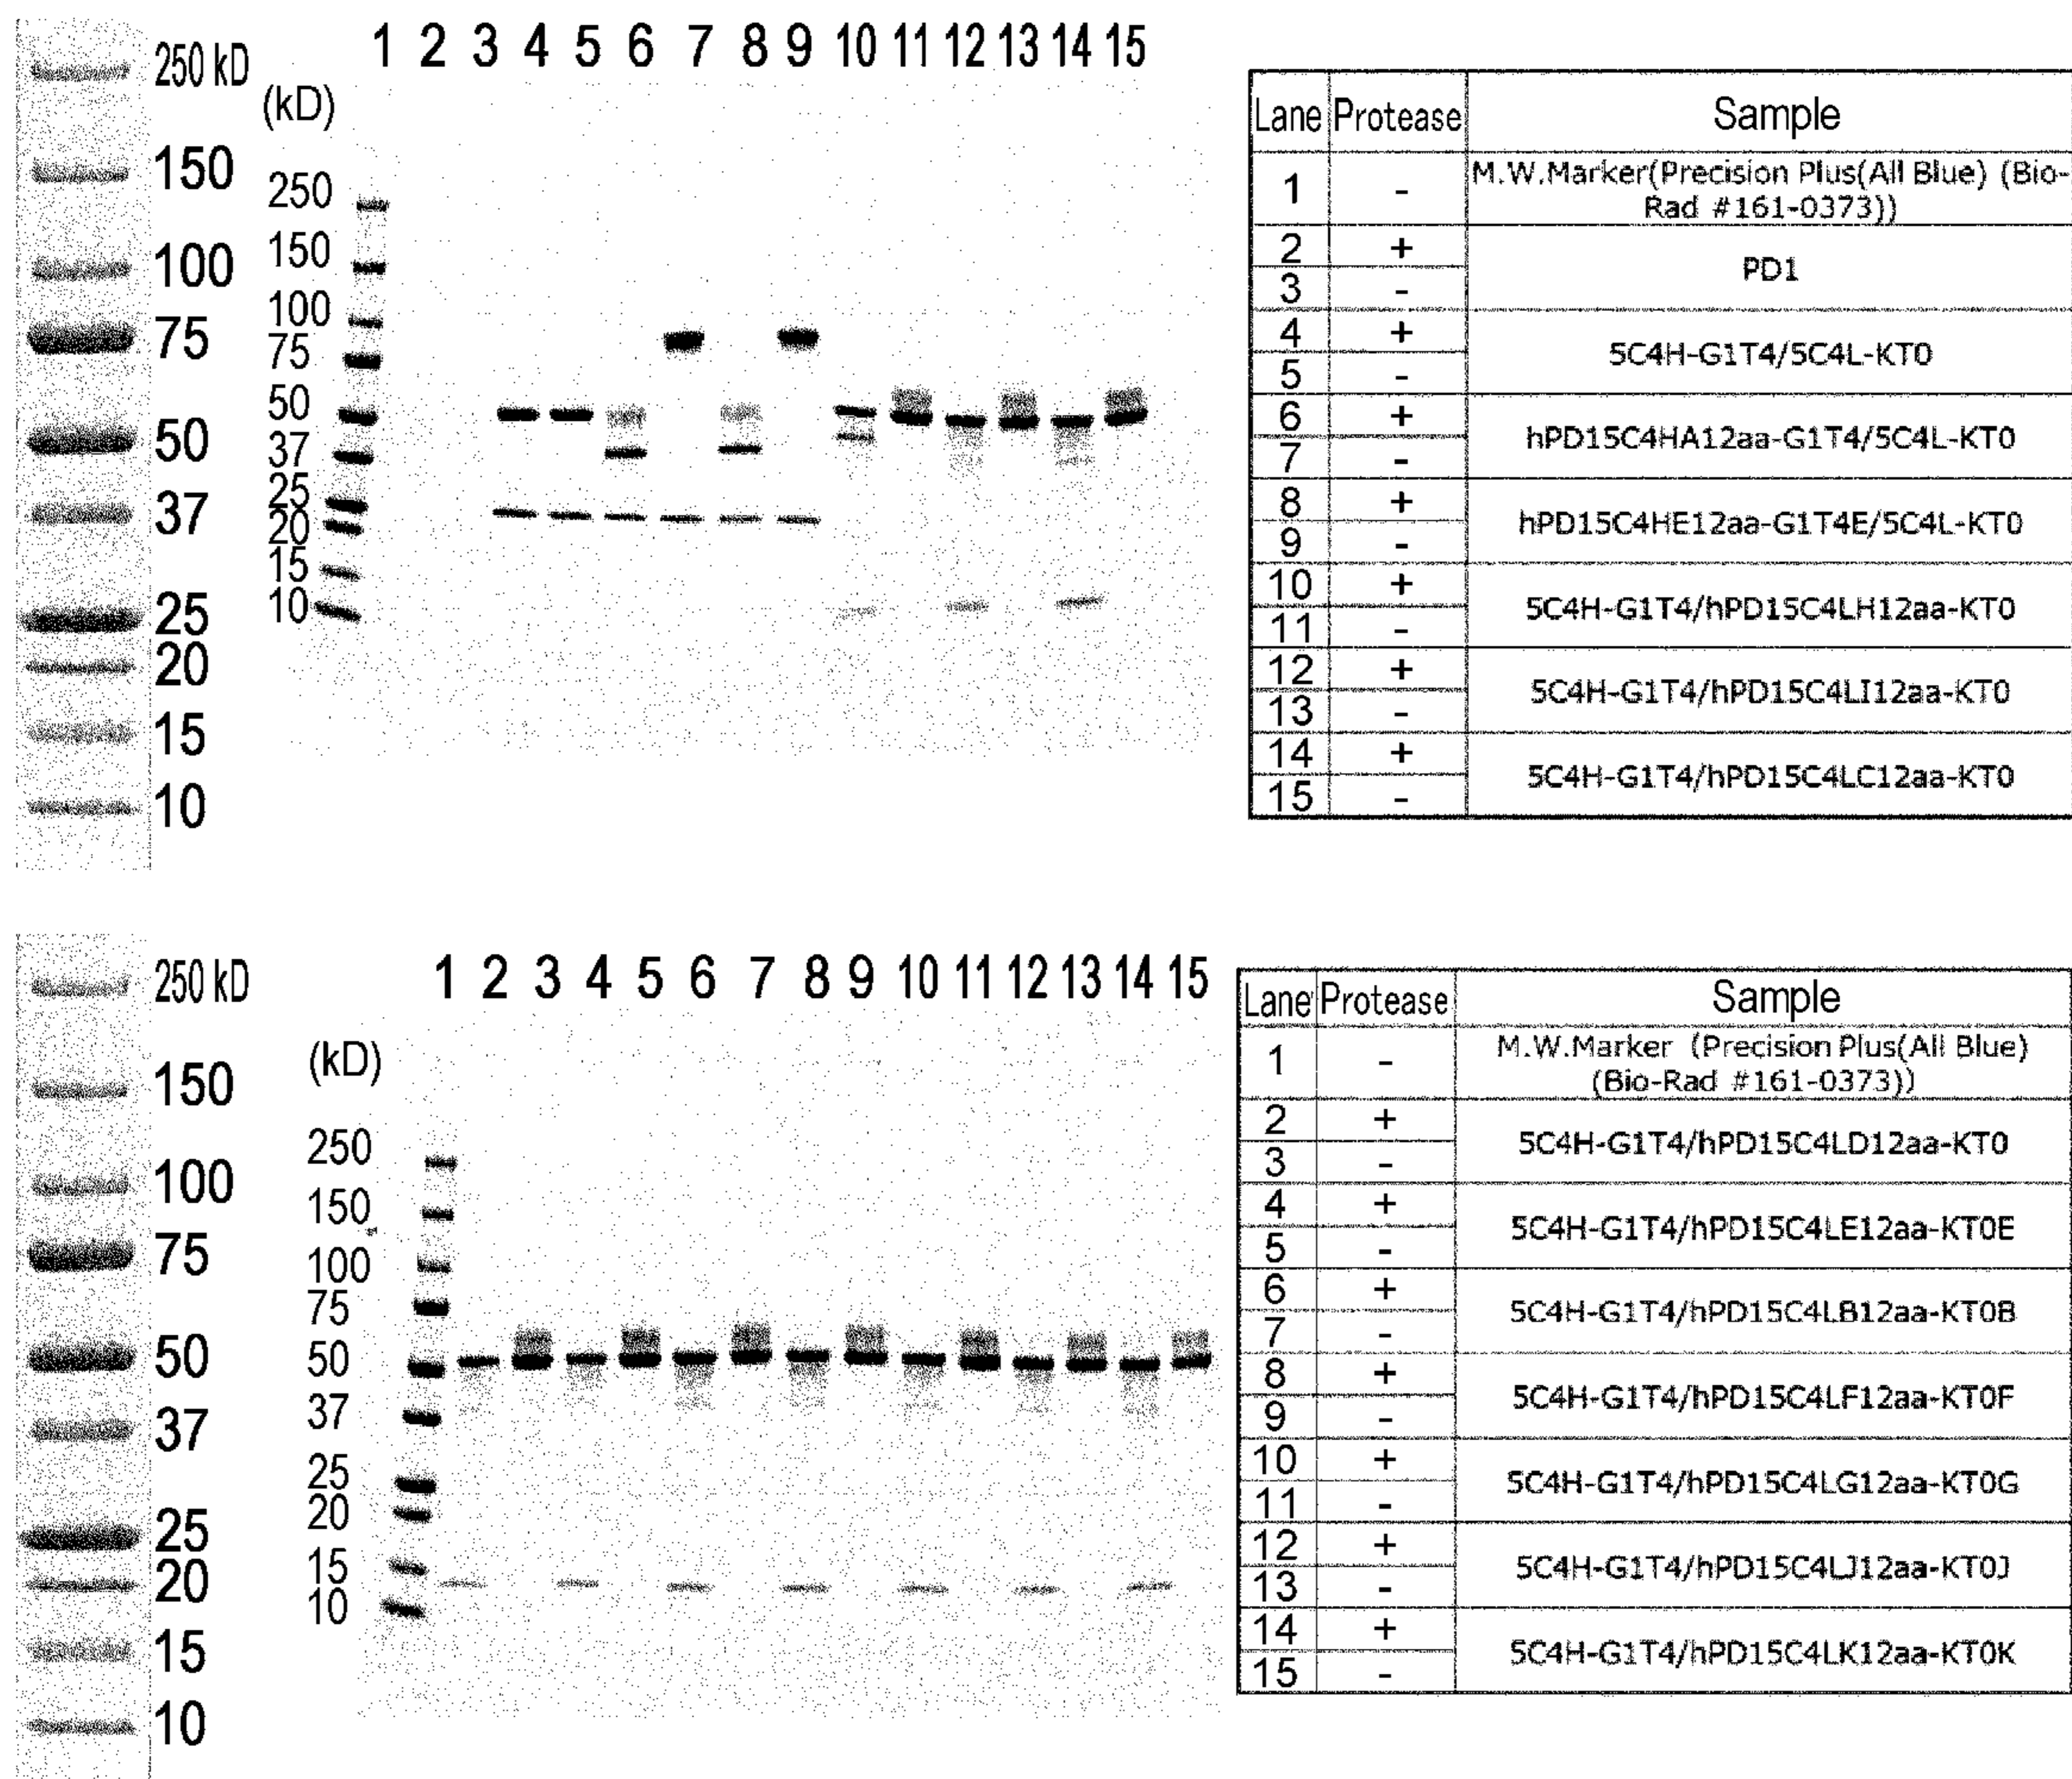 250 kD
150
100
75
50
37
25
20
15
10
1 2 3 4 5 6 7 8 9 10 11 12 13 14 15
(kD)
250
150
100
75
50
37
25
20
15
10
Lane Protease Sample
1 - M.W.Marker(Precision Plus(All Blue) (Bio-
Rad #161-0373))
2 +
PD1
3 -
4 +
5C4H-G1T4/5C4L-KT0
5 -
6 +
hPD15C4HA12aa-G1T4/5C4L-KT0
7 -
8 +
hPD15C4HE12aa-G1T4E/5C4L-KT0
9 -
10 +
5C4H-G1T4/hPD15C4LH12aa-KT0
11 -
12 +
5C4H-G1T4/hPD15C4LI12aa-KT0
13 -
14 +
5C4H-G1T4/hPD15C4LC12aa-KT0
15 -
250 kD
150
100
75
50
37
25
20
15
10
1 2 3 4 5 6 7 8 9 10 11 12 13 14 15
(kD)
250
150
100
75
50
37
25
20
15
10
Lane Protease Sample
1 - M.W.Marker (Precision Plus(All Blue)
(Bio-Rad #161-0373))
2 +
5C4H-G1T4/hPD15C4LD12aa-KT0
3 -
4 +
5C4H-G1T4/hPD15C4LE12aa-KT0E
5 -
6 +
5C4H-G1T4/hPD15C4LB12aa-KT0B
7 -
8 +
5C4H-G1T4/hPD15C4LF12aa-KT0F
9 -
10 +
5C4H-G1T4/hPD15C4LG12aa-KT0G
11 -
12 +
5C4H-G1T4/hPD15C4LJ12aa-KT0J
13 -
14 +
5C4H-G1T4/hPD15C4LK12aa-KT0K
15 -